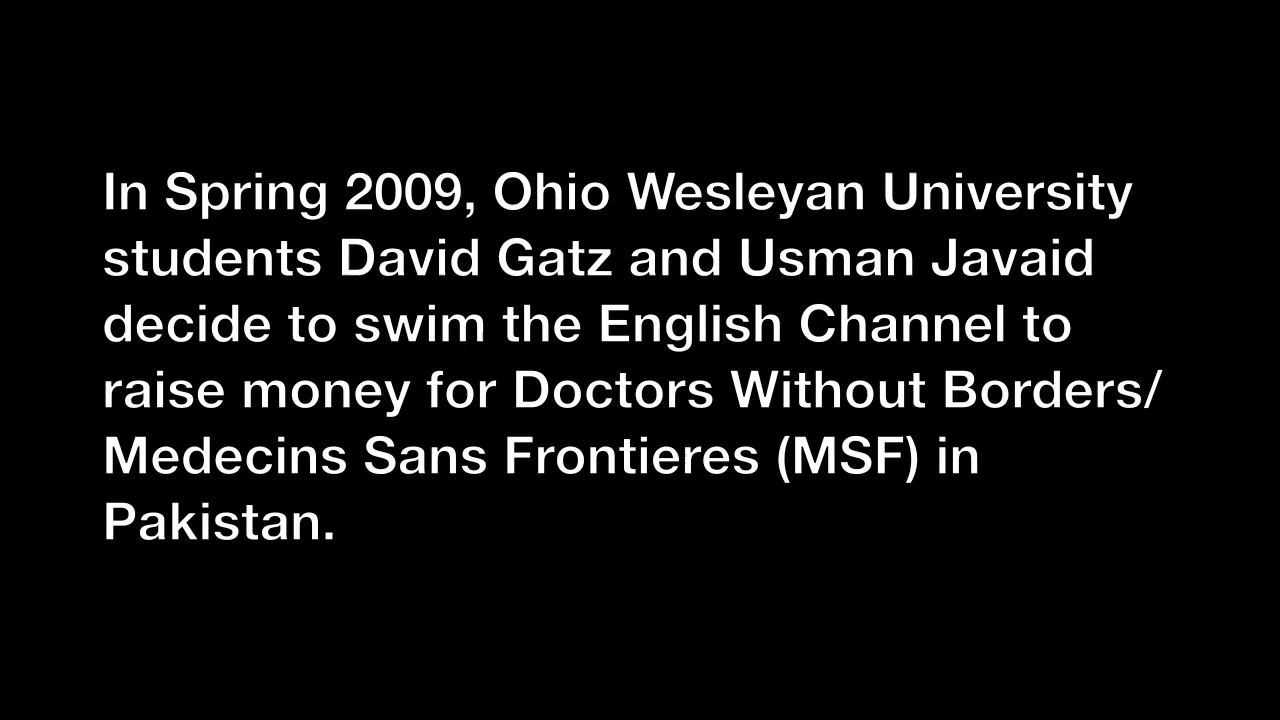 In Spring 2009, Ohio Wesleyan University
students David Gatz and Usman Javaid
decide to swim the English Channel to
raise money for Doctors Without Borders/
Medecins Sans Frontieres (MSF) in
Pakistan.